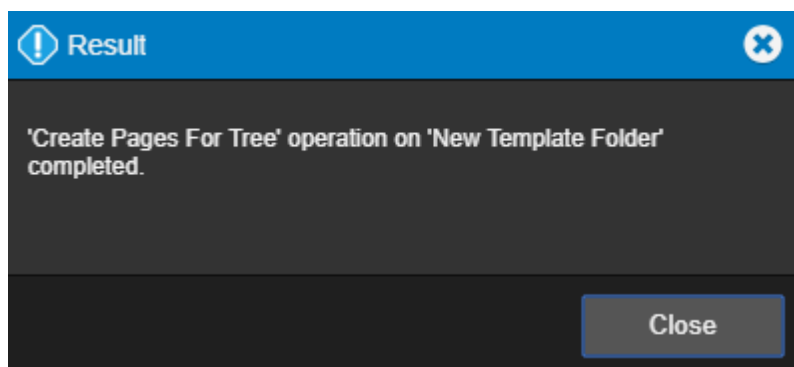 Result
'Create Pages For Tree' operation on 'New Template Folder'
completed.
Close